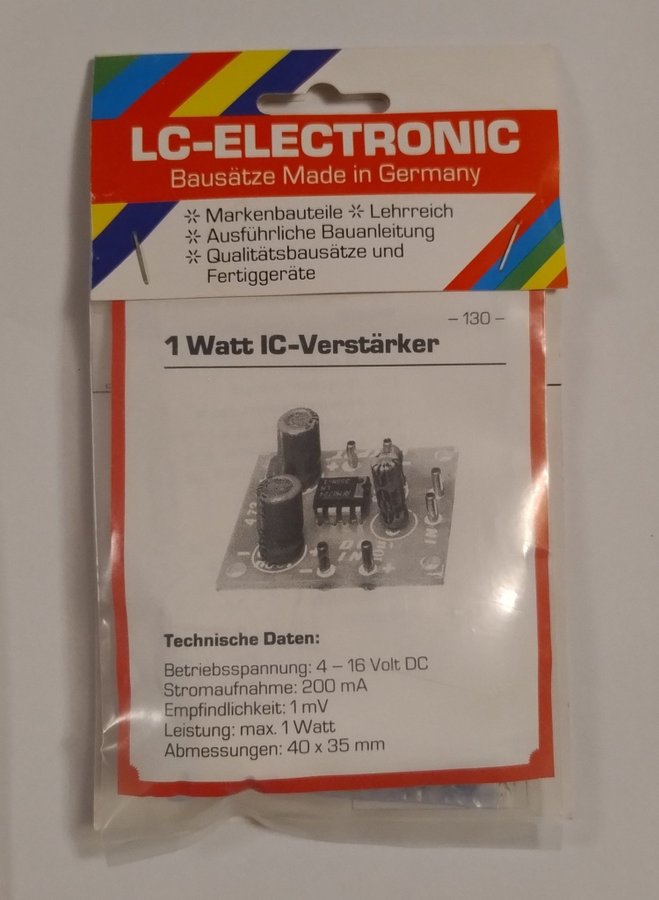 LC-ELECTRONIC
Bausätze Made in Germany
✲ Markenbauteile ✲ Lehrreich
✲ Ausführliche Bauanleitung
✲ Qualitätsbausätze und
Fertiggeräte
– 130 –
1 Watt IC-Verstärker
Technische Daten:
Betriebsspannung: 4 – 16 Volt DC
Stromaufnahme: 200 mA
Empfindlichkeit: 1 mV
Leistung: max. 1 Watt
Abmessungen: 40 x 35 mm